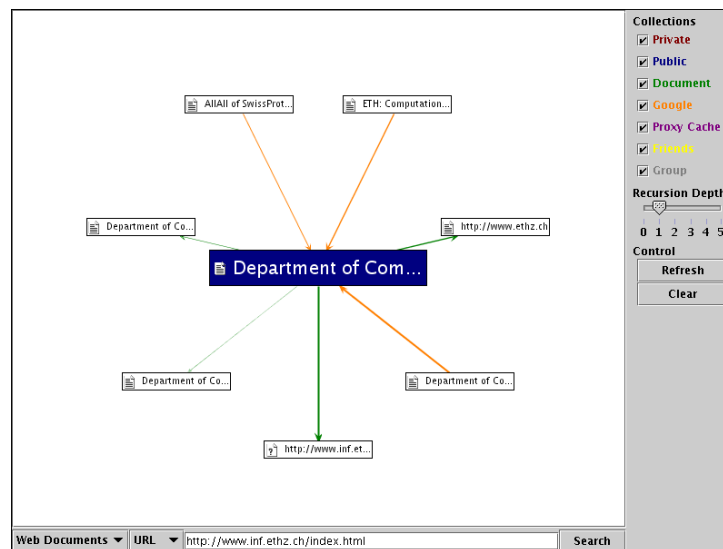 AllAll of SwissProt...
ETH: Computation...
Department of Co...
http://www.ethz.ch
Department of Com...
Department of Co...
Department of Co...
http://www.inf.et...
Collections
Private
Public
Document
Google
Proxy Cache
Friends
Group
Recursion Depth
0 1 2 3 4 5
Control
Refresh
Clear
Web Documents URL http://www.inf.ethz.ch/index.html Search